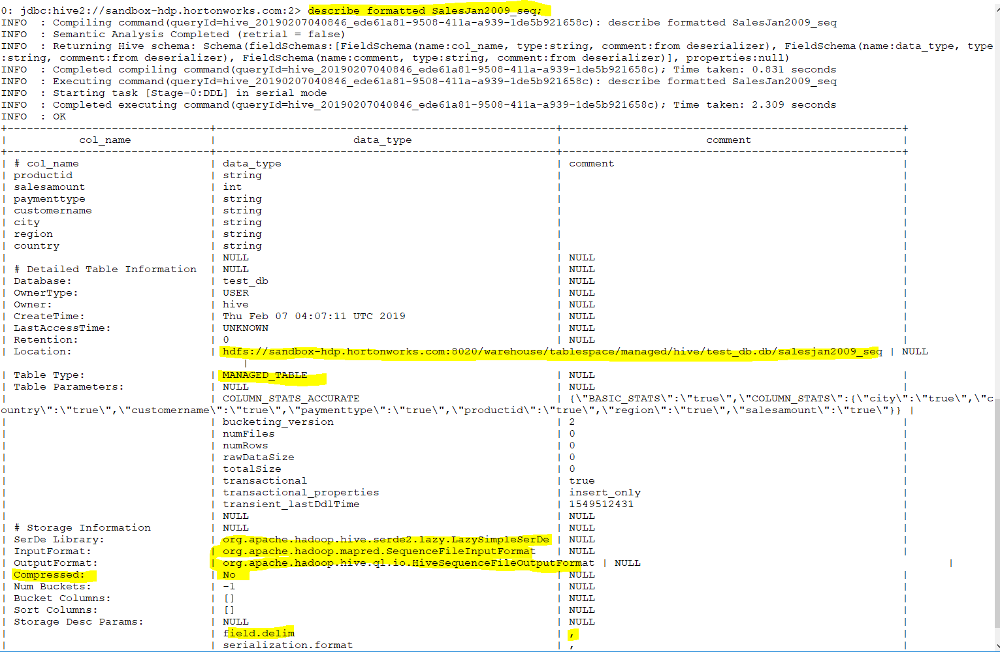 0: jdbc:hive2://sandbox-hdp.hortonworks.com:2> describe formatted SalesJan2009_seq;
INFO  : Compiling command(queryId=hive_20190207040846_ede61a81-9508-411a-a939-1de5b921658c): describe formatted SalesJan2009_seq
INFO  : Semantic Analysis Completed (retrial = false)
INFO  : Returning Hive schema: Schema(fieldSchemas:[FieldSchema(name:col_name, type:string, comment:from deserializer), FieldSchema(name:data_type, type
:string, comment:from deserializer), FieldSchema(name:comment, type:string, comment:from deserializer)], properties:null)
INFO  : Completed compiling command(queryId=hive_20190207040846_ede61a81-9508-411a-a939-1de5b921658c); Time taken: 0.831 seconds
INFO  : Executing command(queryId=hive_20190207040846_ede61a81-9508-411a-a939-1de5b921658c): describe formatted SalesJan2009_seq
INFO  : Starting task [Stage-0:DDL] in serial mode
INFO  : Completed executing command(queryId=hive_20190207040846_ede61a81-9508-411a-a939-1de5b921658c); Time taken: 2.309 seconds
INFO  : OK
| col_name | data_type | comment |
| # col_name | data_type | comment |
| productid | string | |
| salesamount | int | |
| paymenttype | string | |
| customername | string | |
| city | string | |
| region | string | |
| country | string | |
| | NULL | NULL |
| # Detailed Table Information | NULL | NULL |
| Database: | test_db | NULL |
| OwnerType: | USER | NULL |
| Owner: | hive | NULL |
| CreateTime: | Thu Feb 07 04:07:11 UTC 2019 | NULL |
| LastAccessTime: | UNKNOWN | NULL |
| Retention: | 0 | NULL |
| Location: | hdfs://sandbox-hdp.hortonworks.com:8020/warehouse/tablespace/managed/hive/test_db.db/salesjan2009_seq | NULL
|
| Table Type: | MANAGED_TABLE | NULL |
| Table Parameters: | NULL | NULL |
| | COLUMN_STATS_ACCURATE | {\"BASIC_STATS\":\"true\",\"COLUMN_STATS\":{\"city\":\"true\",\"c
ountry\":\"true\",\"customername\":\"true\",\"paymenttype\":\"true\",\"productid\":\"true\",\"region\":\"true\",\"salesamount\":\"true\"}} |
| | bucketing_version | 2 |
| | numFiles | 0 |
| | numRows | 0 |
| | rawDataSize | 0 |
| | totalSize | 0 |
| | transactional | true |
| | transactional_properties | insert_only |
| | transient_lastDdlTime | 1549512431 |
| | NULL | NULL |
| # Storage Information | NULL | NULL |
| SerDe Library: | org.apache.hadoop.hive.serde2.lazy.LazySimpleSerDe | NULL |
| InputFormat: | org.apache.hadoop.mapred.SequenceFileInputFormat | NULL |
| OutputFormat: | org.apache.hadoop.hive.ql.io.HiveSequenceFileOutputFormat | NULL |
| Compressed: | No | NULL |
| Num Buckets: | -1 | NULL |
| Bucket Columns: | [] | NULL |
| Sort Columns: | [] | NULL |
| Storage Desc Params: | NULL | NULL |
| | field.delim | , |
| | serialization.format | , |